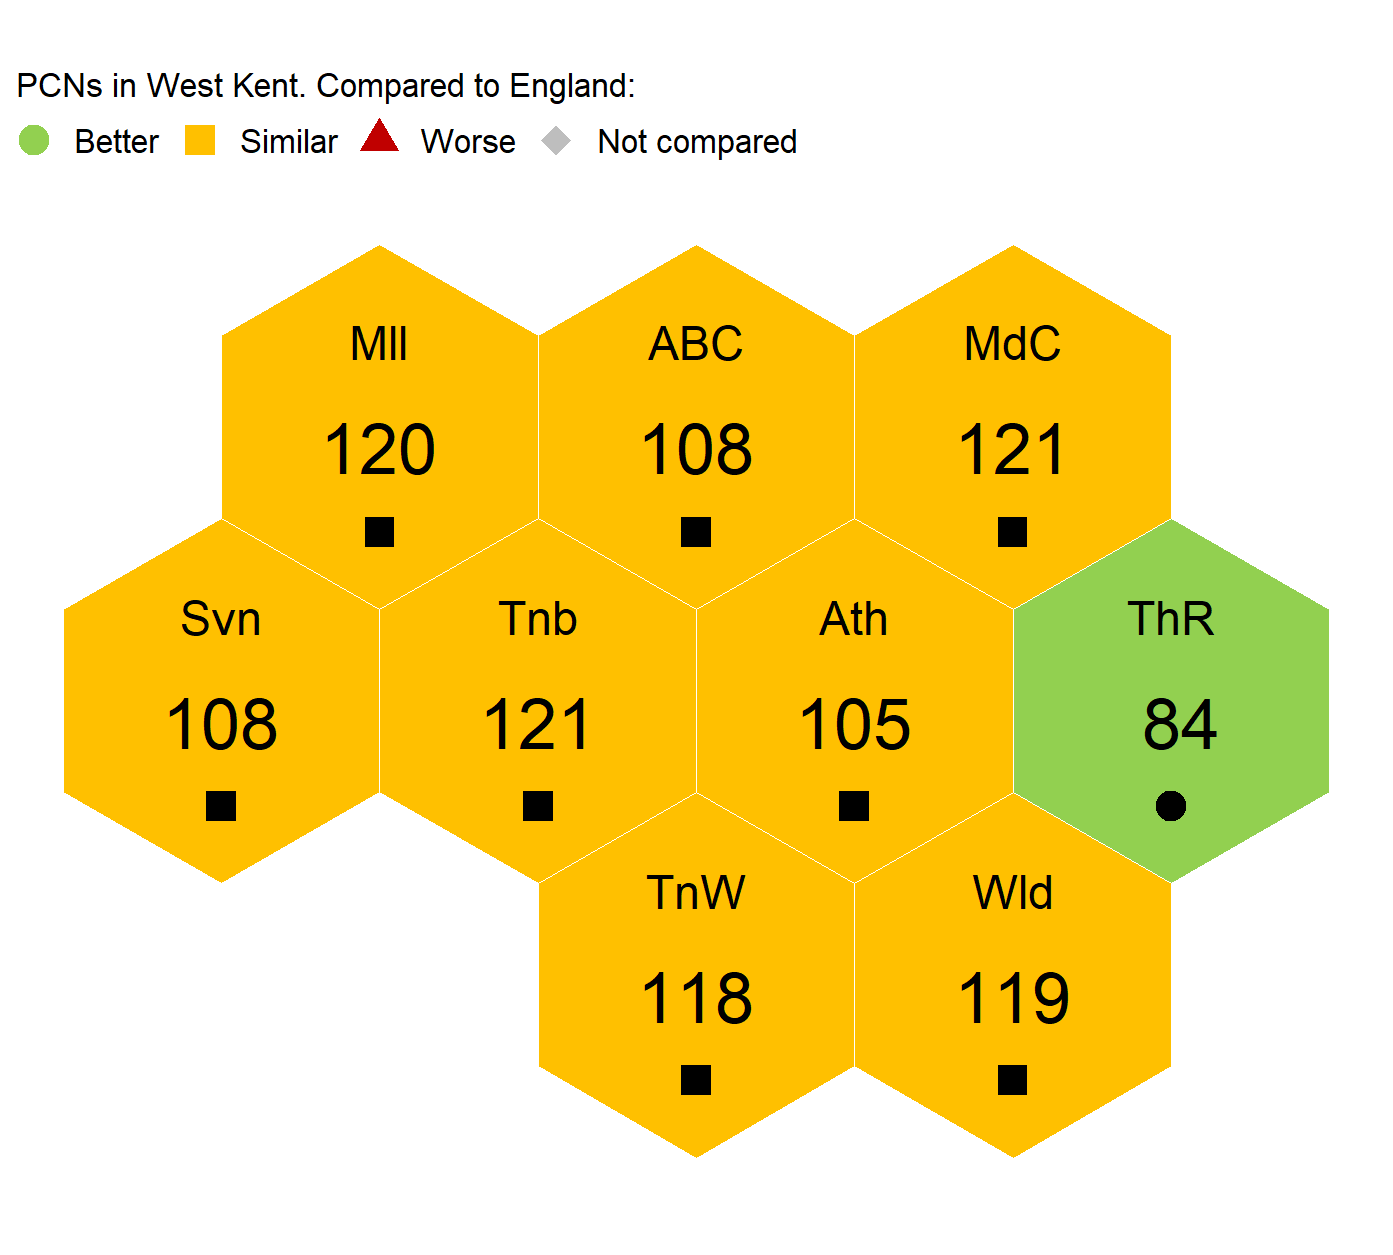 PCNs in West Kent. Compared to England:
Better Similar Worse Not compared
Mll ABC MdC
120 108 121
Svn Tnb Ath ThR
108 121 105 84
TnW Wld
118 119